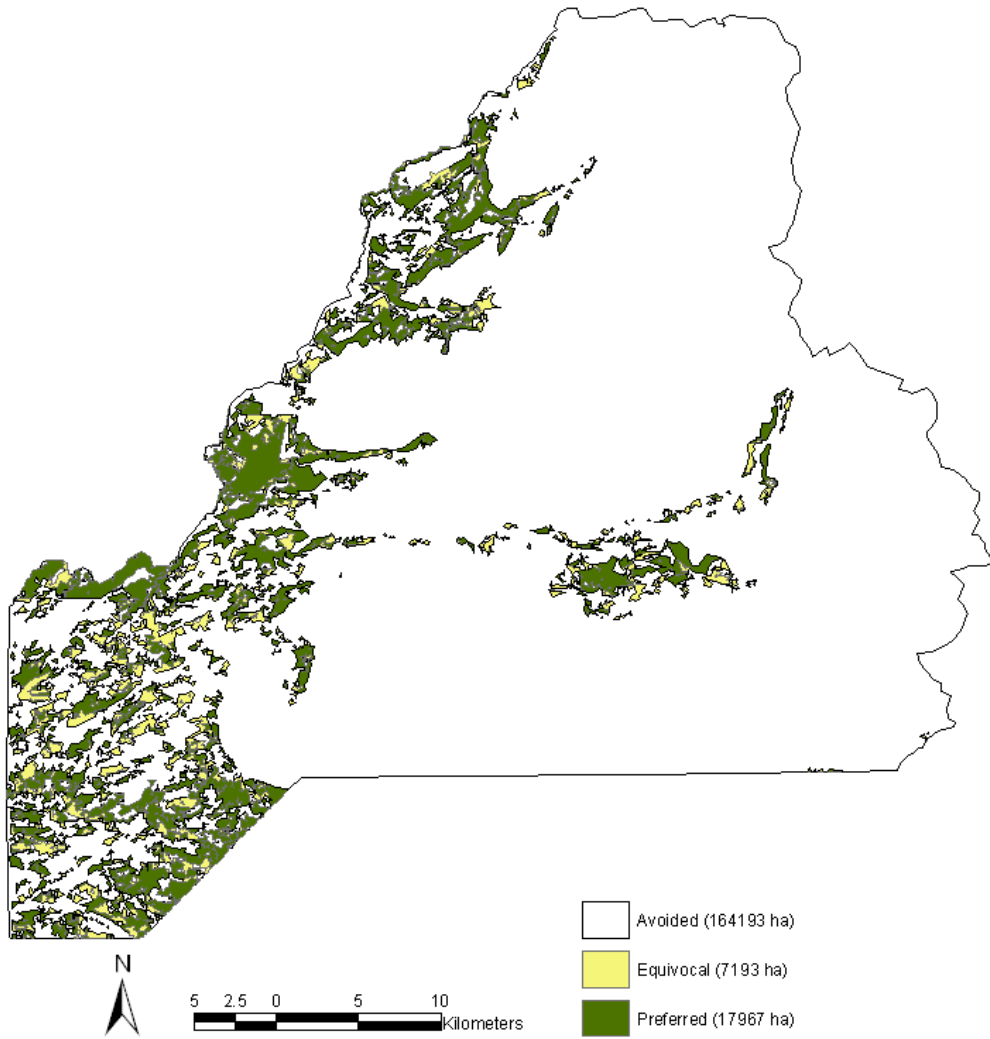 Avoided (164193 ha)
Equivocal (7193 ha)
Preferred (17967 ha)
N
5 2.5 0 5 10
Kilometers